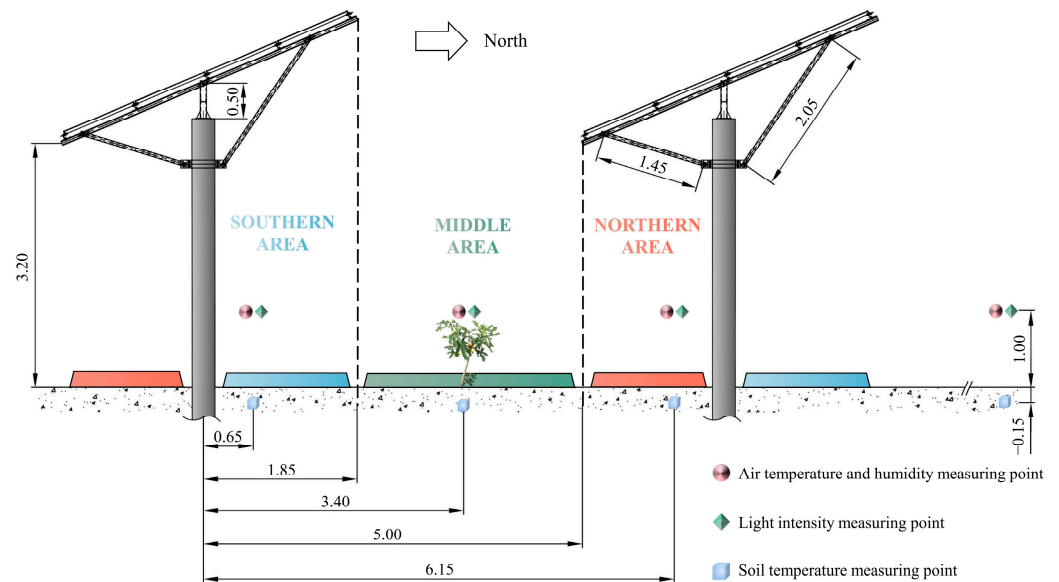 North
0.50
2.05
1.45
SOUTHERN
AREA
MIDDLE
AREA
NORTHERN
AREA
3.20
1.00
−0.15
0.65
1.85
3.40
5.00
6.15
Air temperature and humidity measuring point
Light intensity measuring point
Soil temperature measuring point